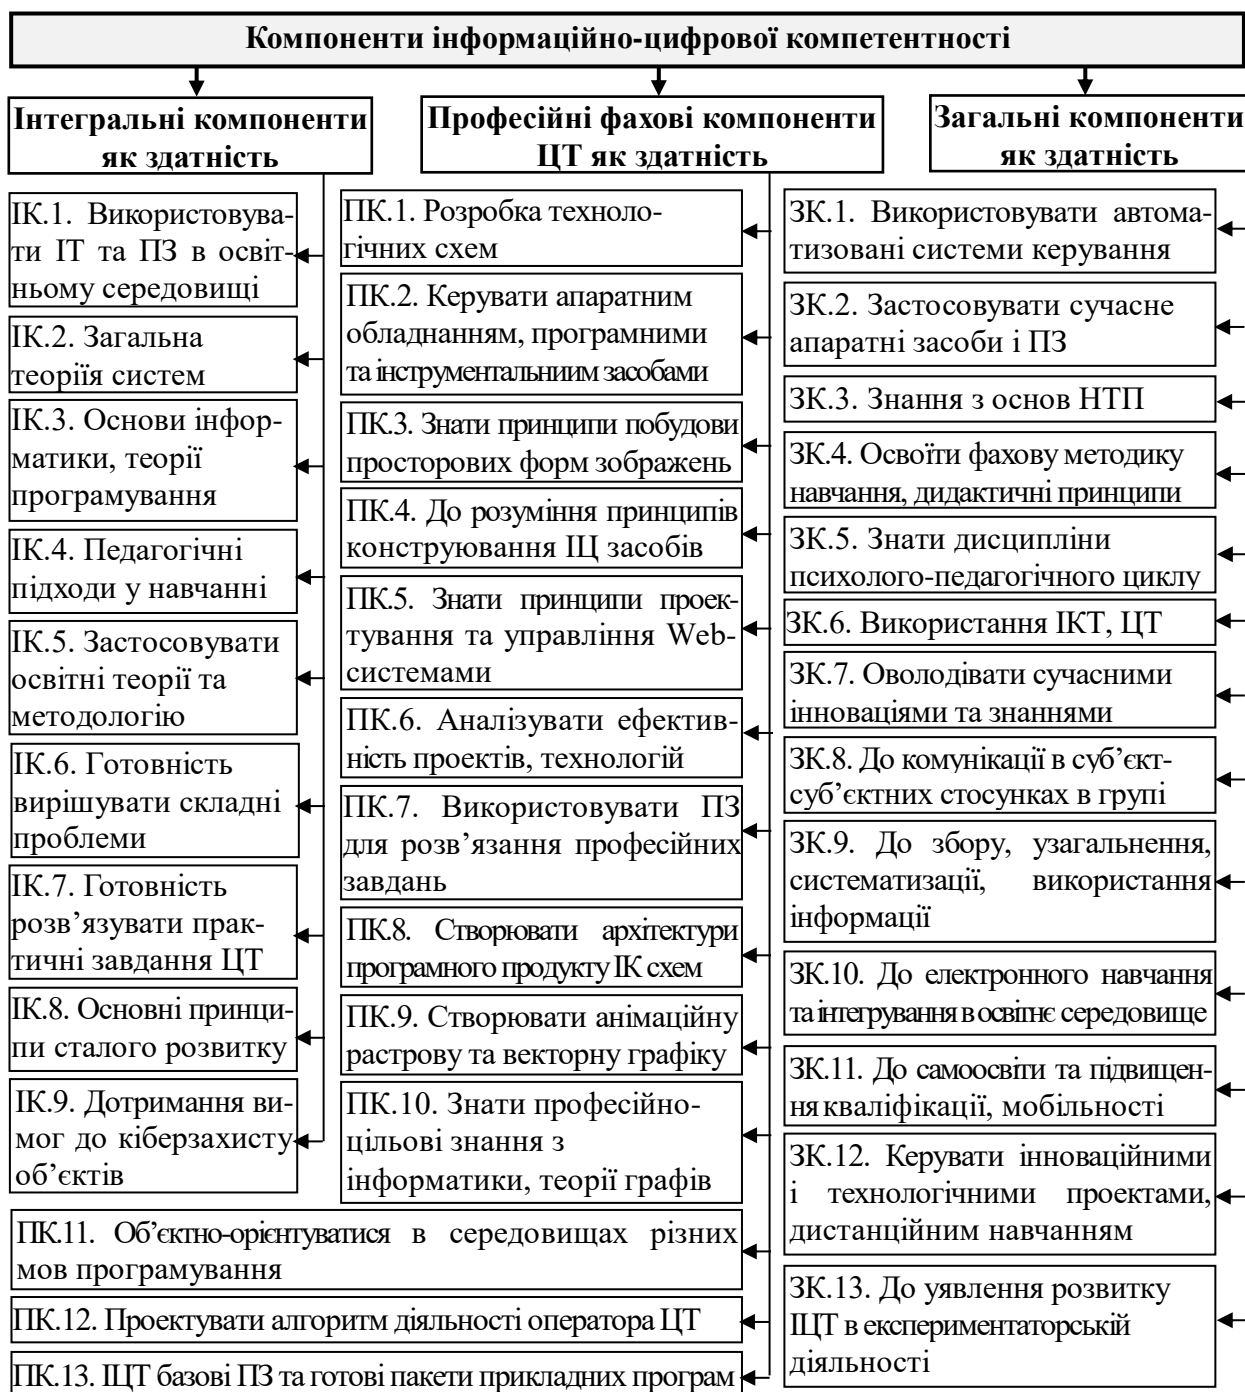 Компоненти інформаційно-цифрової компетентності
Інтегральні компоненти
як здатність
ІК.1. Використовува-
ти ІТ та ПЗ в освіт-
ньому середовищі
ІК.2. Загальна
теоріїя систем
ІК.3. Основи інфор-
матики, теорії
програмування
ІК.4. Педагогічні
підходи у навчанні
ІК.5. Застосовувати
освітні теорії та
методологію
ІК.6. Готовність
вирішувати складні
проблеми
ІК.7. Готовність
розв’язувати прак-
тичні завдання ЦТ
ІК.8. Основні принци-
пи сталого розвитку
ІК.9. Дотримання ви-
мог до кіберзахисту
об’єктів
Професійні фахові компоненти
ЦТ як здатність
ПК.1. Розробка техноло-
гічних схем
ПК.2. Керувати апаратним
обладнанням, програмними
та інструментальниим засобами
ПК.3. Знати принципи побудови
просторових форм зображень
ПК.4. До розуміння принципів
конструювання ІЩ засобів
ПК.5. Знати принципи проек-
тування та управління Web-
системами
ПК.6. Аналізувати ефектив-
ність проектів, технологій
ПК.7. Використовувати ПЗ
для розв’язання професійних
завдань
ПК.8. Створювати архітектури
програмного продукту ІК схем
ПК.9. Створювати анімаційну
растрову та векторну графіку
ПК.10. Знати професійно-
цільові знання з
інформатики, теорії графів
ПК.11. Об’єктно-орієнтуватися в середовищах різних
мов програмування
ПК.12. Проектувати алгоритм діяльності оператора ЦТ
ПК.13. ІЩТ базові ПЗ та готові пакети прикладних програм
Загальні компоненти
як здатність
ЗК.1. Використовувати автома-
тизовані системи керування
ЗК.2. Застосовувати сучасне
апаратні засоби і ПЗ
ЗК.3. Знання з основ НТП
ЗК.4. Освоїти фахову методику
навчання, дидактичні принципи
ЗК.5. Знати дисципліни
психолого-педагогічного циклу
ЗК.6. Використання ІКТ, ЦТ
ЗК.7. Оволодівати сучасними
інноваціями та знаннями
ЗК.8. До комунікації в суб’єкт-
суб’єктних стосунках в групі
ЗК.9. До збору, узагальнення,
систематизації, використання
інформації
ЗК.10. До електронного навчання
та інтегрування в освітнє середовище
ЗК.11. До самоосвіти та підвищен-
ня кваліфікації, мобільності
ЗК.12. Керувати інноваційними
і технологічними проектами,
дистанційним навчанням
ЗК.13. До уявлення розвитку
ІЩТ в експериментаторській
діяльності